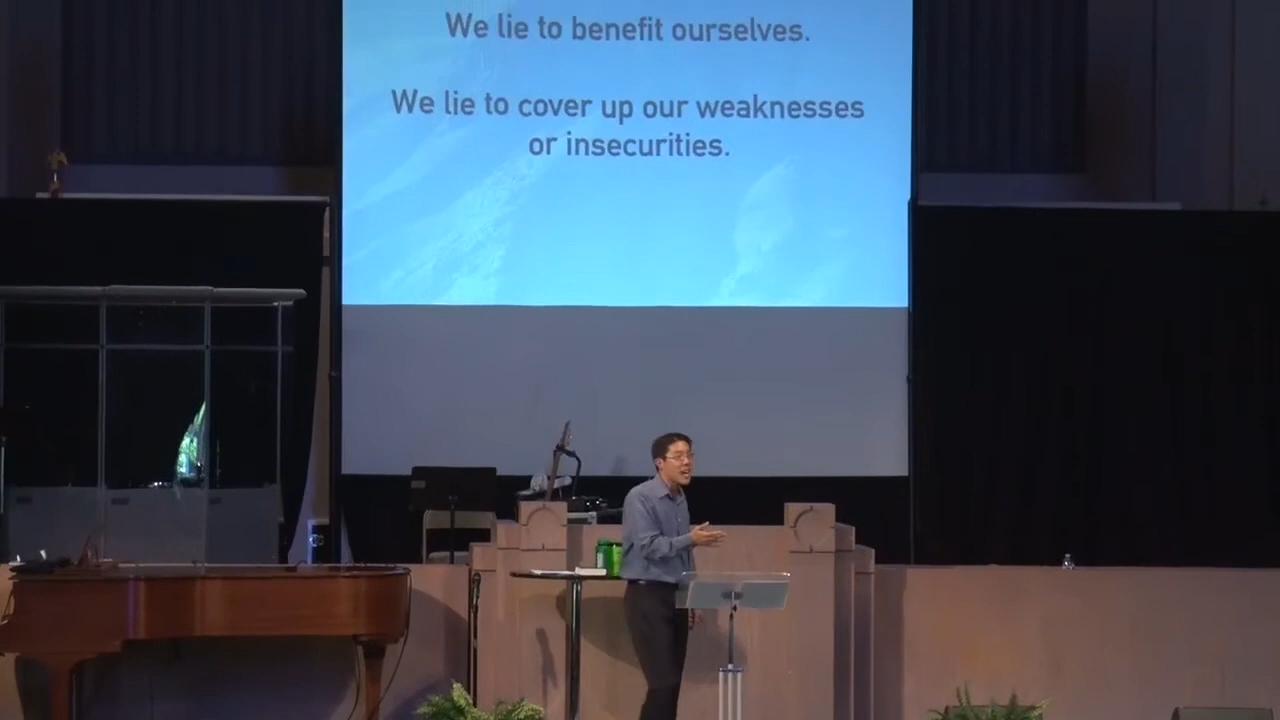 We lie to benefit ourselves.
We lie to cover up our weaknesses
or insecurities.